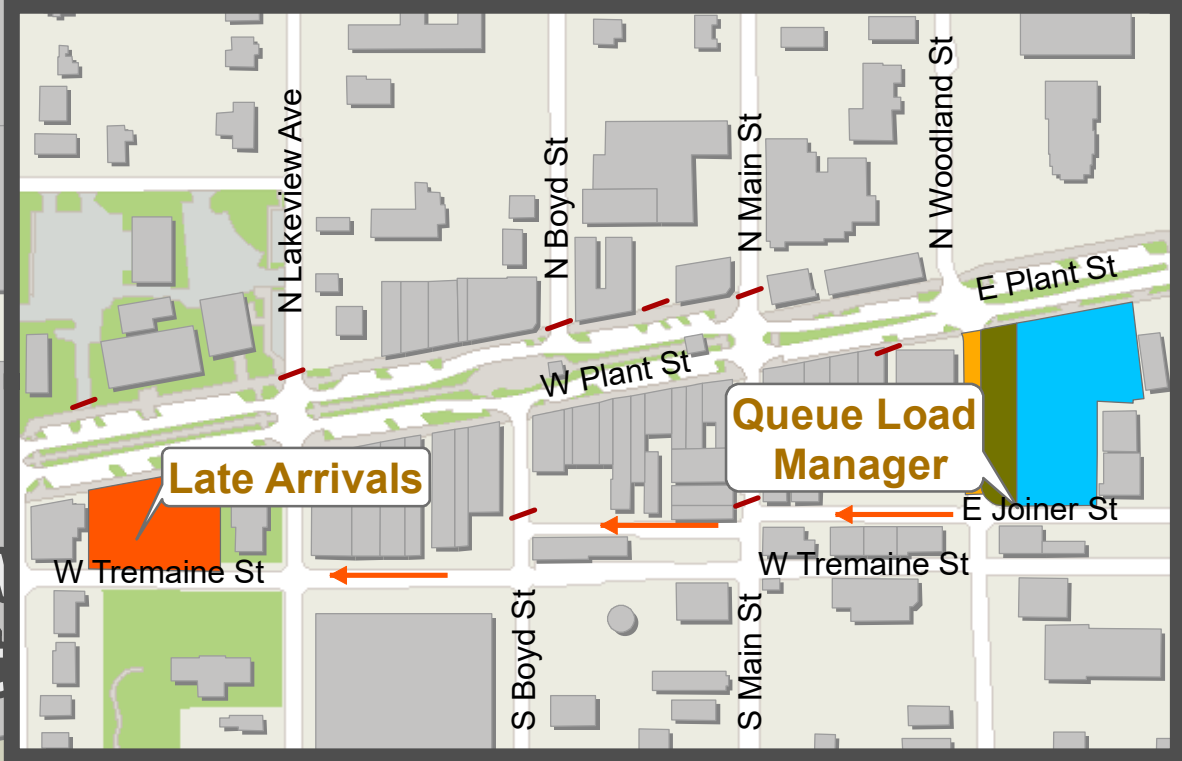 N Lakeview Ave
N Boyd St
N Main St
N Woodland St
E Plant St
W Plant St
Queue Load
Manager
Late Arrivals
E Joiner St
W Tremaine St
W Tremaine St
S Boyd St
S Main St